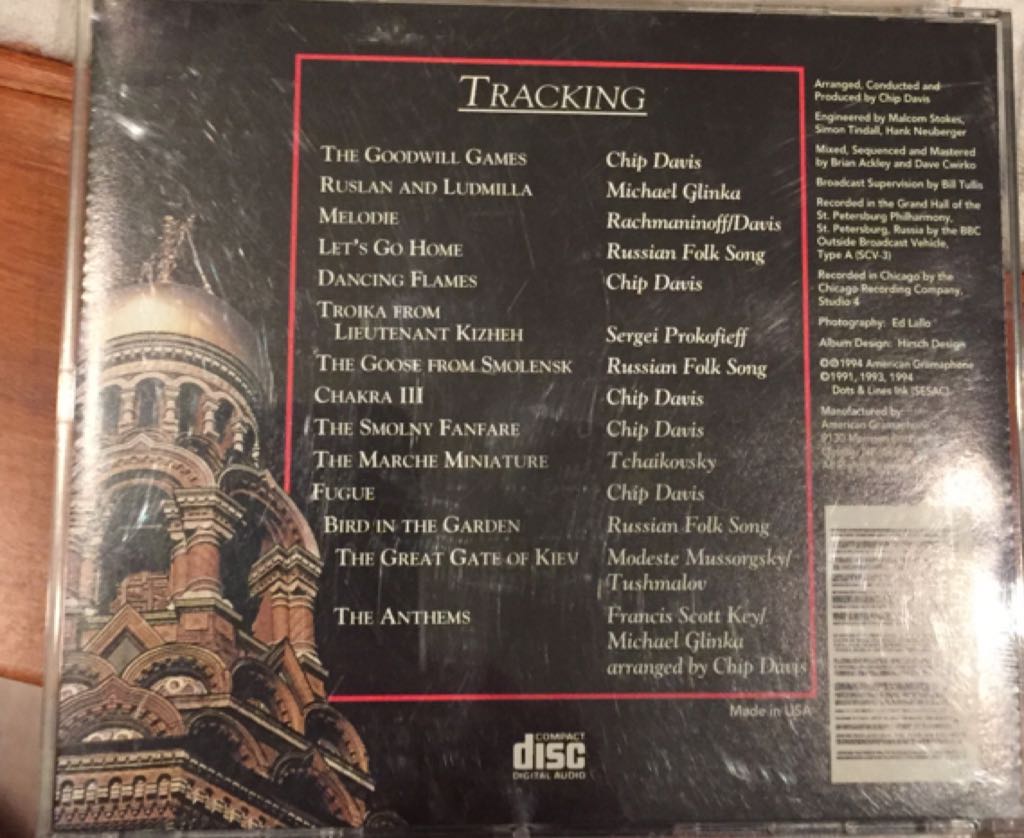 TRACKING
THE GOODWILL GAMES Chip Davis
RUSLAN AND LUDMILLA Michael Glinka
MELODIE Rachmaninoff/Davis
LET'S GO HOME Russian Folk Song
DANCING FLAMES Chip Davis
TROIKA FROM
LIEUTENANT KIZHEH Sergei Prokofieff
THE GOOSE FROM SMOLENSK Russian Folk Song
CHAKRA III Chip Davis
THE SMOLNY FANFARE Chip Davis
THE MARCHE MINIATURE Tchaikovsky
FUGUE Chip Davis
BIRD IN THE GARDEN Russian Folk Song
THE GREAT GATE OF KIEV Modeste Mussorgsky/
Tushmalov
THE ANTHEMS Francis Scott Key/
Michael Glinka
arranged by Chip Davis
Made in USA
COMPACT
disc
DIGITAL AUDIO
Arranged, Conducted and
Produced by Chip Davis
Engineered by Malcom Stokes,
Simon Tindall, Hank Neuberger
Mixed, Sequenced and Mastered
by Brian Ackley and Dave Cwirko
Broadcast Supervision by Bill Tullis
Recorded in the Grand Hall of the
St. Petersburg Philharmony,
St. Petersburg, Russia by the BBC
Outside Broadcast Vehicle,
Type A (SCV-3)
Recorded in Chicago by the
Chicago Recording Company,
Studio 4
Photography: Ed Lallo
Album Design: Hirsch Design
℗©1994 American Gramaphone
©1991, 1993, 1994
Dots & Lines Ink (SESAC)
Manufactured by:
American Gramaphone
9130